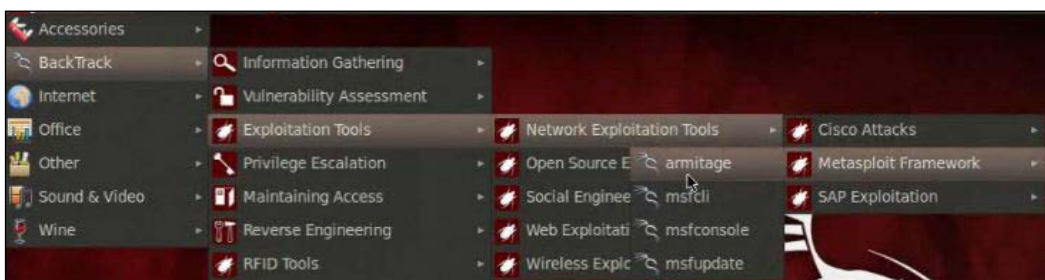 Accessories
BackTrack
Internet
Office
Other
Sound & Video
Wine
Information Gathering
Vulnerability Assessment
Exploitation Tools
Privilege Escalation
Maintaining Access
Reverse Engineering
RFID Tools
Network Exploitation Tools
Open Source E
Social Enginee
Web Exploitati
Wireless Explc
armitage
msfcli
msfconsole
msfupdate
Cisco Attacks
Metasploit Framework
SAP Exploitation